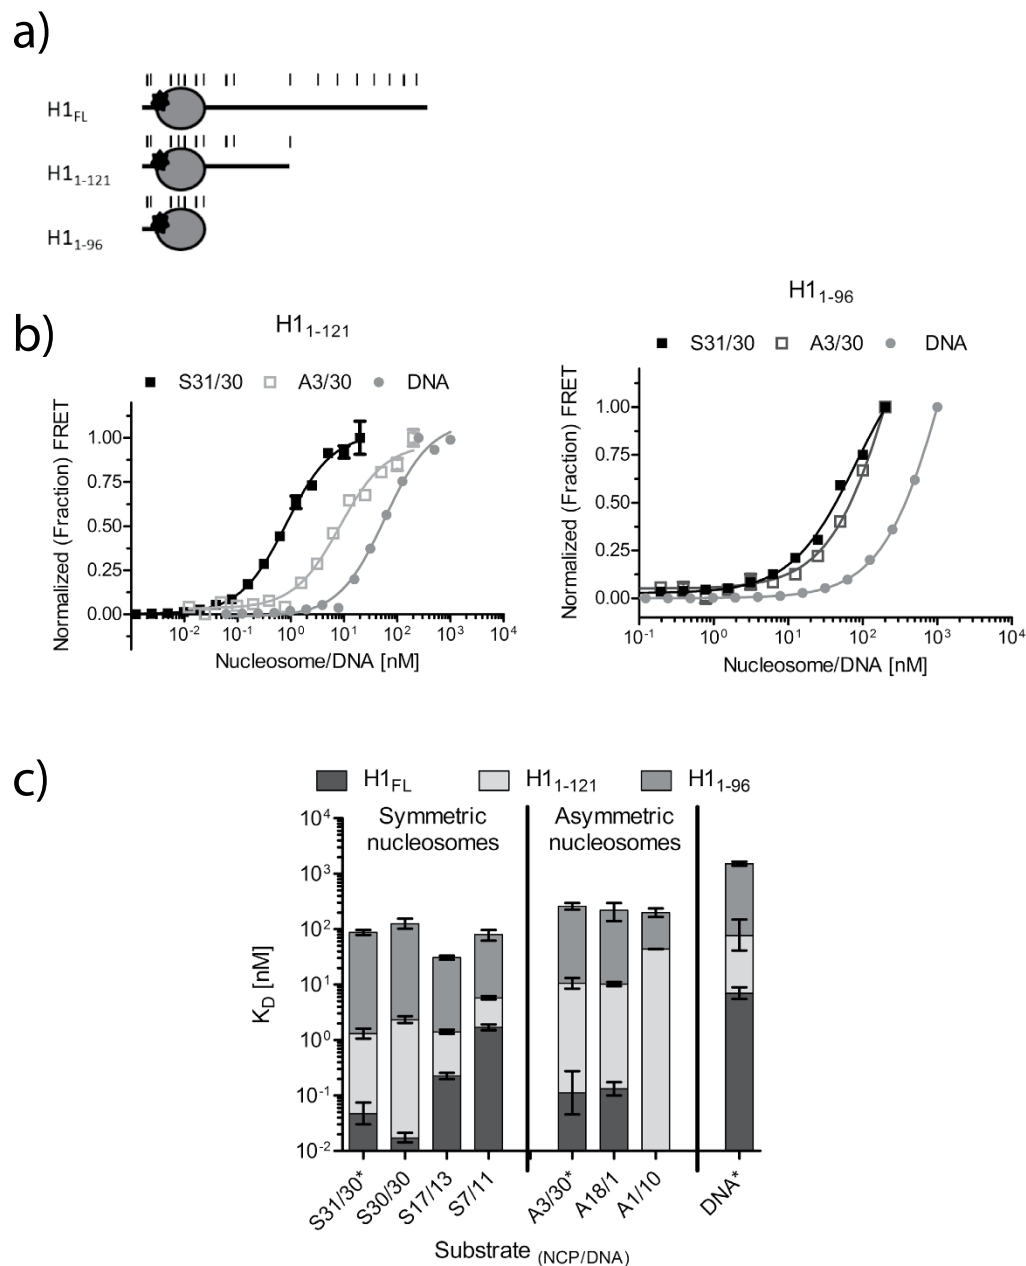 a)
H1FL
H11-121
H11-96
b)
H11-121
S31/30 A3/30 DNA
Normalized (Fraction) FRET
1.00
0.75
0.50
0.25
0.00
10-2 10-1 100 101 102 103 104
Nucleosome/DNA [nM]
H11-96
S31/30 A3/30 DNA
Normalized (Fraction) FRET
1.00
0.75
0.50
0.25
0.00
10-1 100 101 102 103 104
Nucleosome/DNA [nM]
c)
H1FL H11-121 H11-96
Symmetric nucleosomes
Asymmetric nucleosomes
KD [nM]
104
103
102
101
100
10-1
10-2
S31/30* S30/30 S17/13 S7/11 A3/30* A18/1 A1/10 DNA*
Substrate (NCP/DNA)